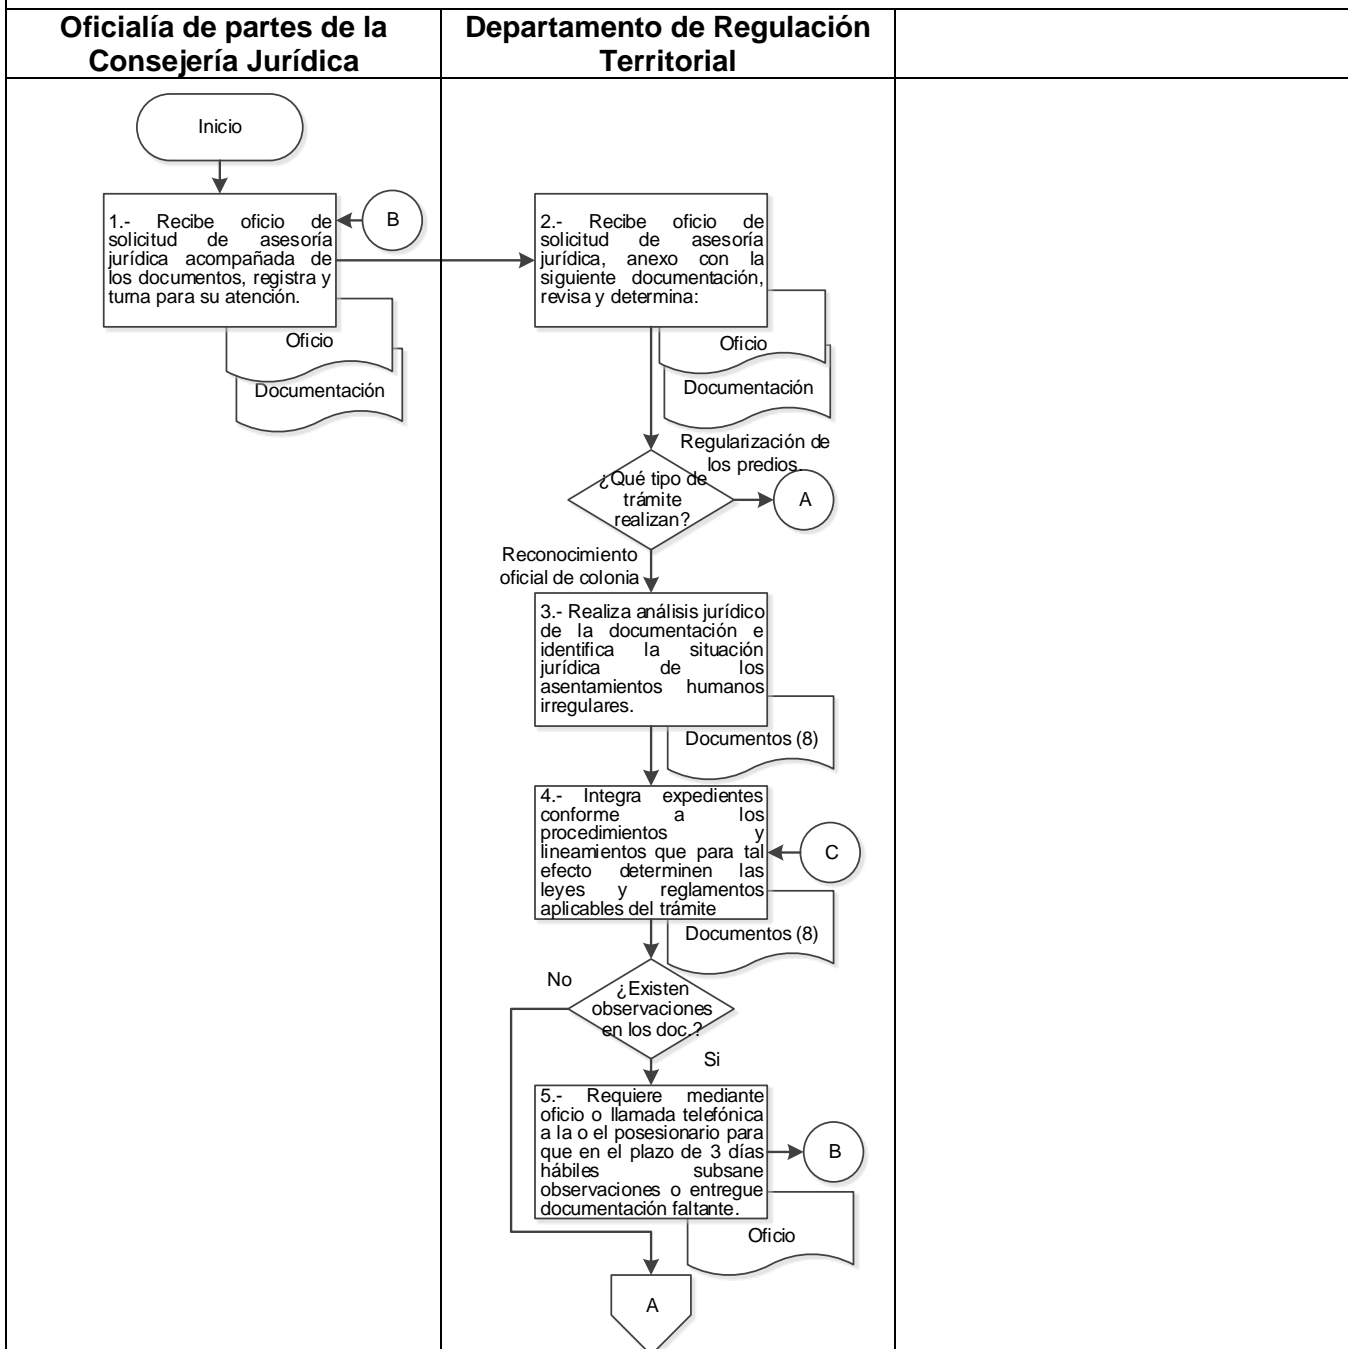 Oficialía de partes de la
Consejería Jurídica
Departamento de Regulación
Territorial
Inicio
1.- Recibe oficio de
solicitud de asesoría
jurídica acompañada de
los documentos, registra y
turna para su atención.
B
Oficio
Documentación
2.- Recibe oficio de
solicitud de asesoría
jurídica, anexo con la
siguiente documentación,
revisa y determina:
Oficio
Documentación
Regularización de
los predios.
¿Qué tipo de
trámite
realizan?
A
Reconocimiento
oficial de colonia
3.- Realiza análisis jurídico
de la documentación e
identifica la situación
jurídica de los
asentamientos humanos
irregulares.
Documentos (8)
4.- Integra expedientes
conforme a los
procedimientos y
lineamientos que para tal
efecto determinen las
leyes y reglamentos
aplicables del trámite
C
Documentos (8)
No
¿Existen
observaciones
en los doc.?
Si
5.- Requiere mediante
oficio o llamada telefónica
a la o el posesionario para
que en el plazo de 3 días
hábiles subsane
observaciones o entregue
documentación faltante.
B
Oficio
A